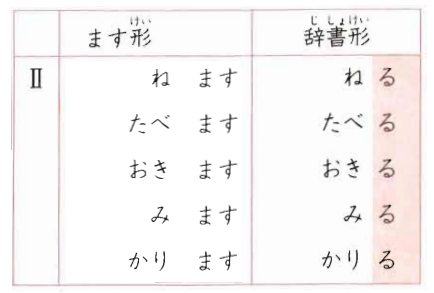 ます形 辞書形
けい じしょけい
Ⅱ ね ます ね る
たべ ます たべ る
おき ます おき る
み ます み る
かり ます かり る